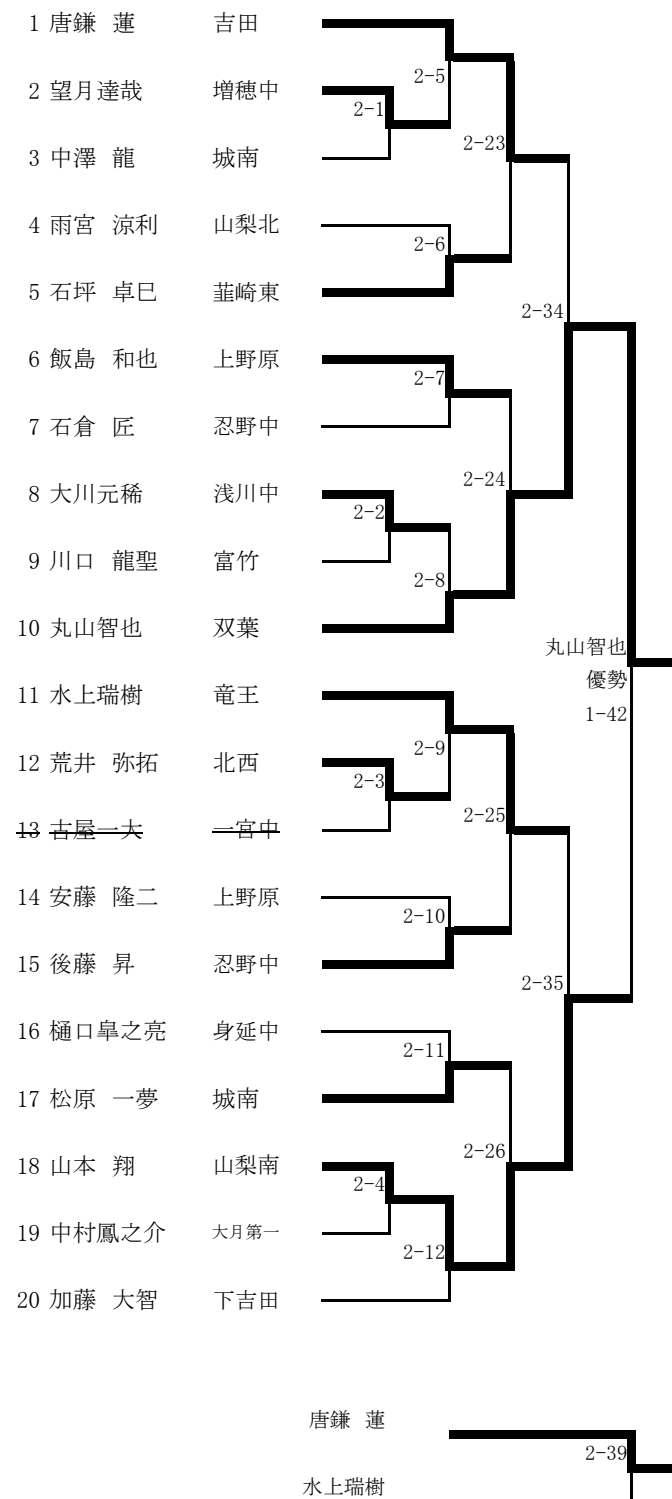 1 唐鎌 蓮 吉田
2-5
2 望月達哉 増穂中
2-1
2-23
3 中澤 龍 城南
4 雨宮 涼利 山梨北
2-6
5 石坪 卓巳 韮崎東
2-34
6 飯島 和也 上野原
2-7
7 石倉 匠 忍野中
2-24
8 大川元稀 浅川中
2-2
9 川口 龍聖 富竹
2-8
10 丸山智也 双葉
丸山智也
優勢
1-42
11 水上瑞樹 竜王
2-9
12 荒井 弥拓 北西
2-3
2-25
13 古屋一大 一宮中
14 安藤 隆二 上野原
2-10
15 後藤 昇 忍野中
2-35
16 樋口皐之亮 身延中
2-11
17 松原 一夢 城南
2-26
18 山本 翔 山梨南
2-4
19 中村鳳之介 大月第一
2-12
20 加藤 大智 下吉田
唐鎌 蓮
2-39
水上瑞樹